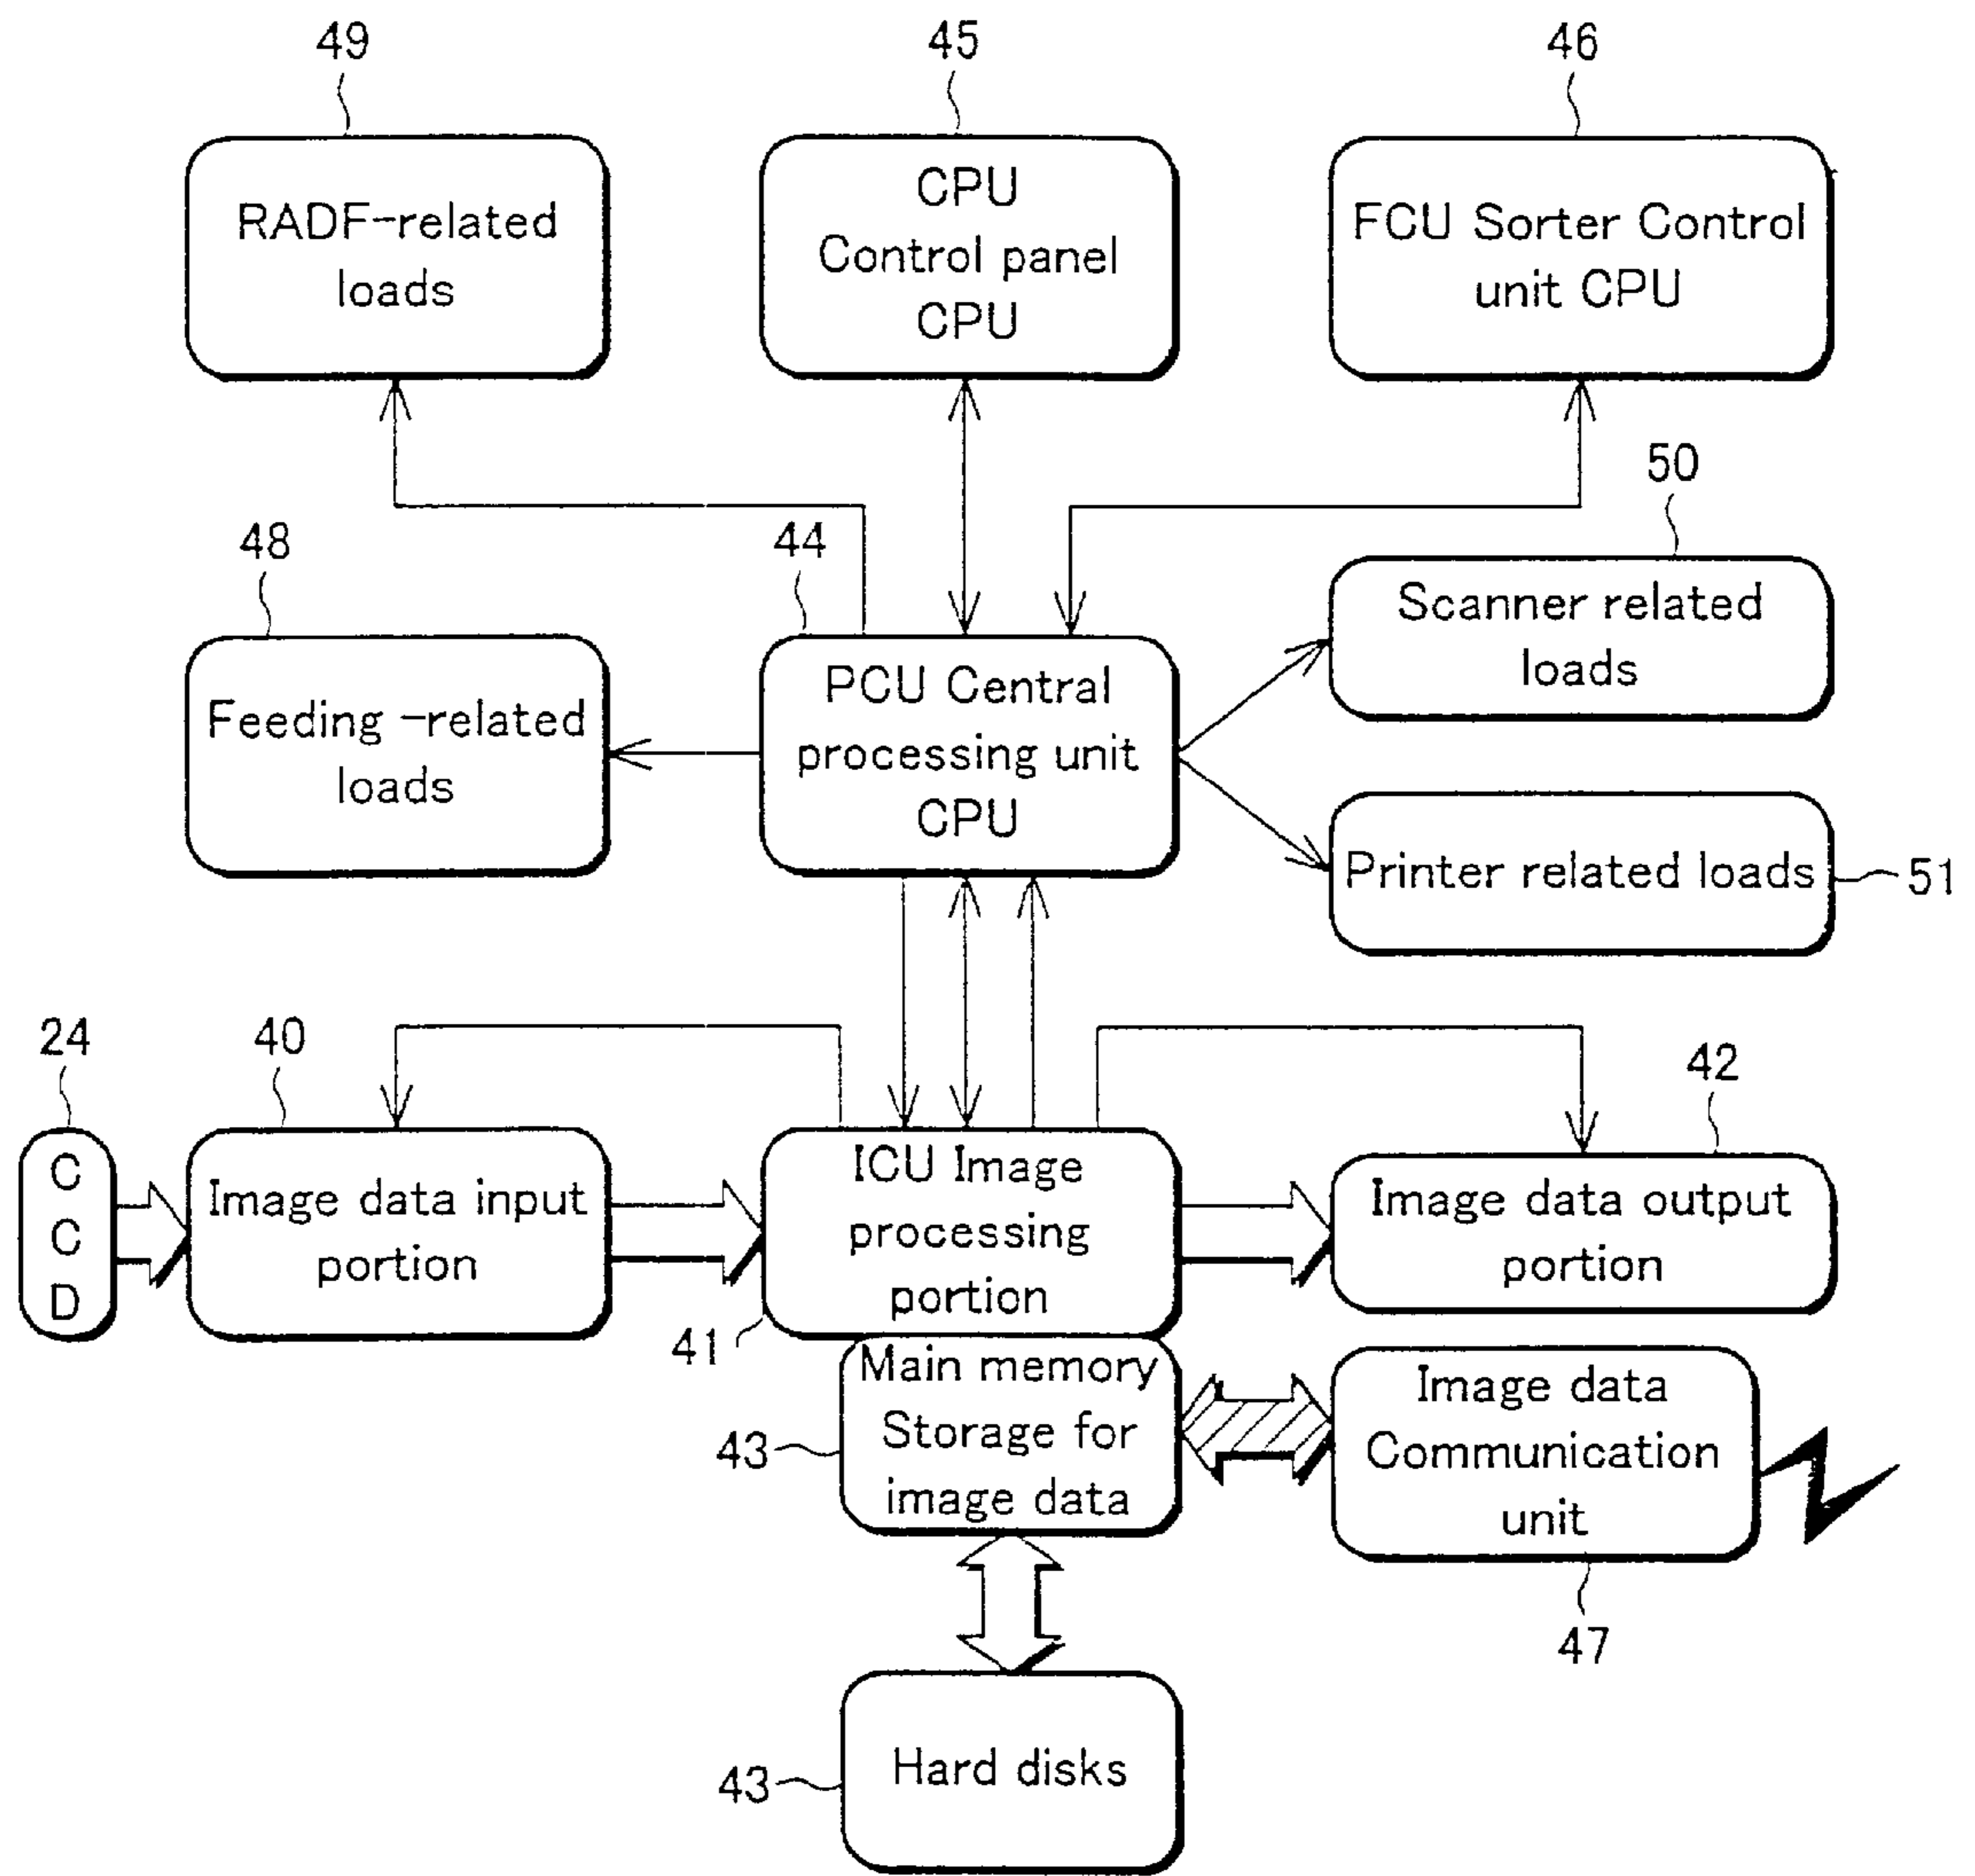 49
45
46
RADF-related
loads
CPU
Control panel
CPU
FCU Sorter Control
unit CPU
50
48
44
Scanner related
loads
Feeding -related
loads
PCU Central
processing unit
CPU
Printer related loads
51
24
40
42
C
C
D
Image data input
portion
ICU Image
processing
portion
Image data output
portion
41
Main memory
Storage for
image data
43
Image data
Communication
unit
47
Hard disks
43